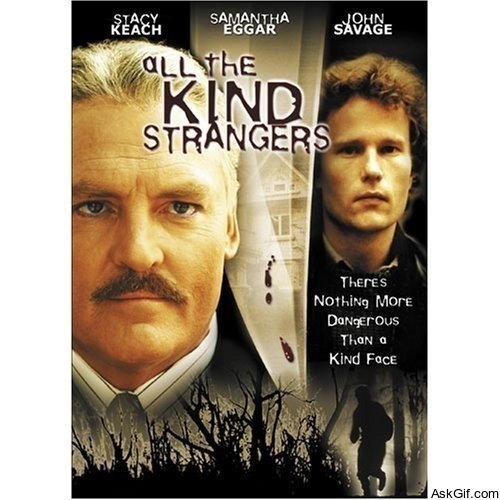 STACY
KEACH
SAMANTHA
EGGAR
JOHN
SAVAGE
ALL THE
KIND
STRANGERS
THERES
NOTHING MORE
DANGEROUS
THAN A
KIND FACE
AskGif.com